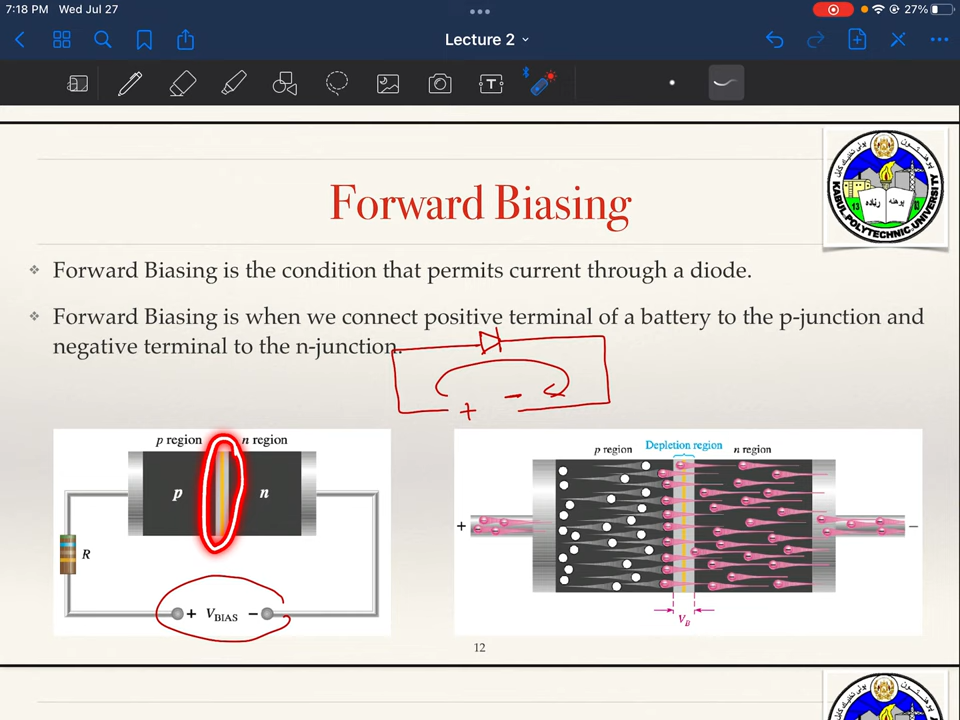 7:18 PM Wed Jul 27
27%
Lecture 2
T
Forward Biasing
KABUL POLYTECHNIC UNIVERSITY
Forward Biasing is the condition that permits current through a diode.
Forward Biasing is when we connect positive terminal of a battery to the p-junction and
negative terminal to the n-junction.
+ −
p region n region
p n
R
+ VBIAS −
p region Depletion region n region
+ −
VB
12